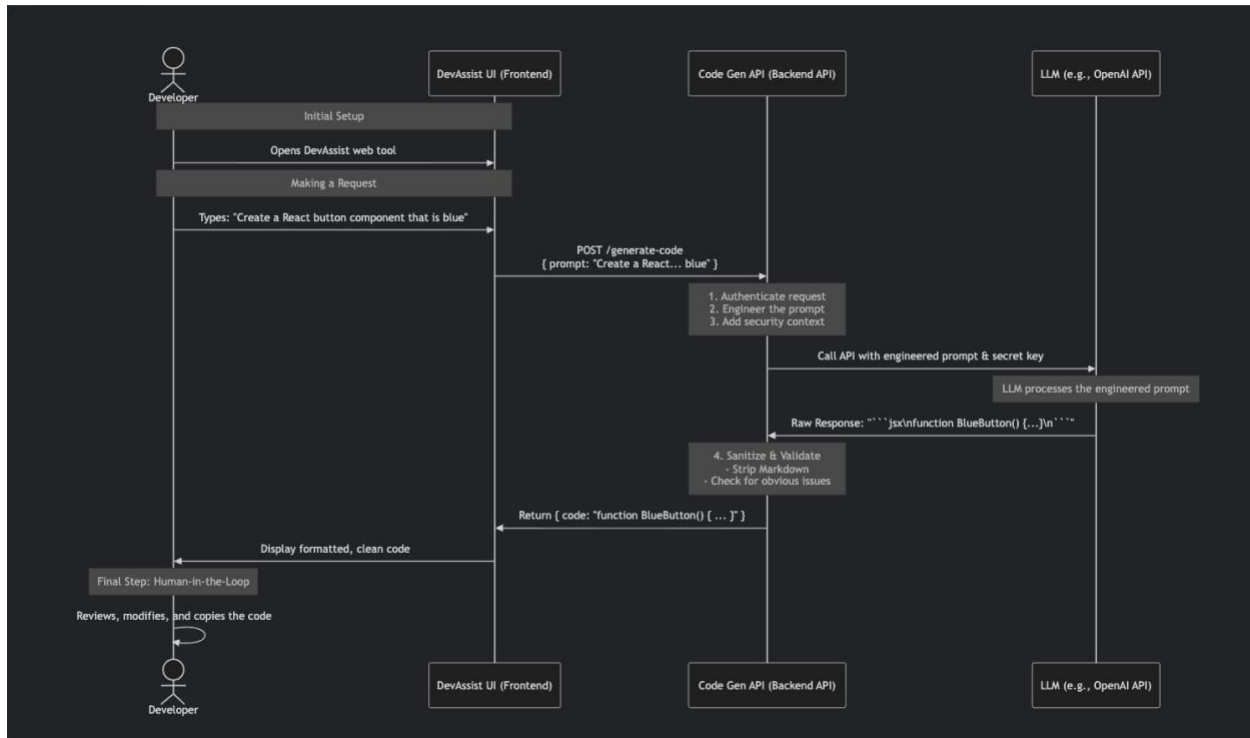 DevAssist UI (Frontend)
Code Gen API (Backend API)
LLM (e.g., OpenAI API)
Developer
Initial Setup
Opens DevAssist web tool
Making a Request
Types: "Create a React button component that is blue"
POST /generate-code
{ prompt: "Create a React... blue" }
1. Authenticate request
2. Engineer the prompt
3. Add security context
Call API with engineered prompt & secret key
LLM processes the engineered prompt
Raw Response: "```jsx\nfunction BlueButton() {...}\n```"
4. Sanitize & Validate
- Strip Markdown
- Check for obvious issues
Return { code: "function BlueButton() { ... }" }
Display formatted, clean code
Final Step: Human-in-the-Loop
Reviews, modifies, and copies the code
DevAssist UI (Frontend)
Code Gen API (Backend API)
LLM (e.g., OpenAI API)
Developer